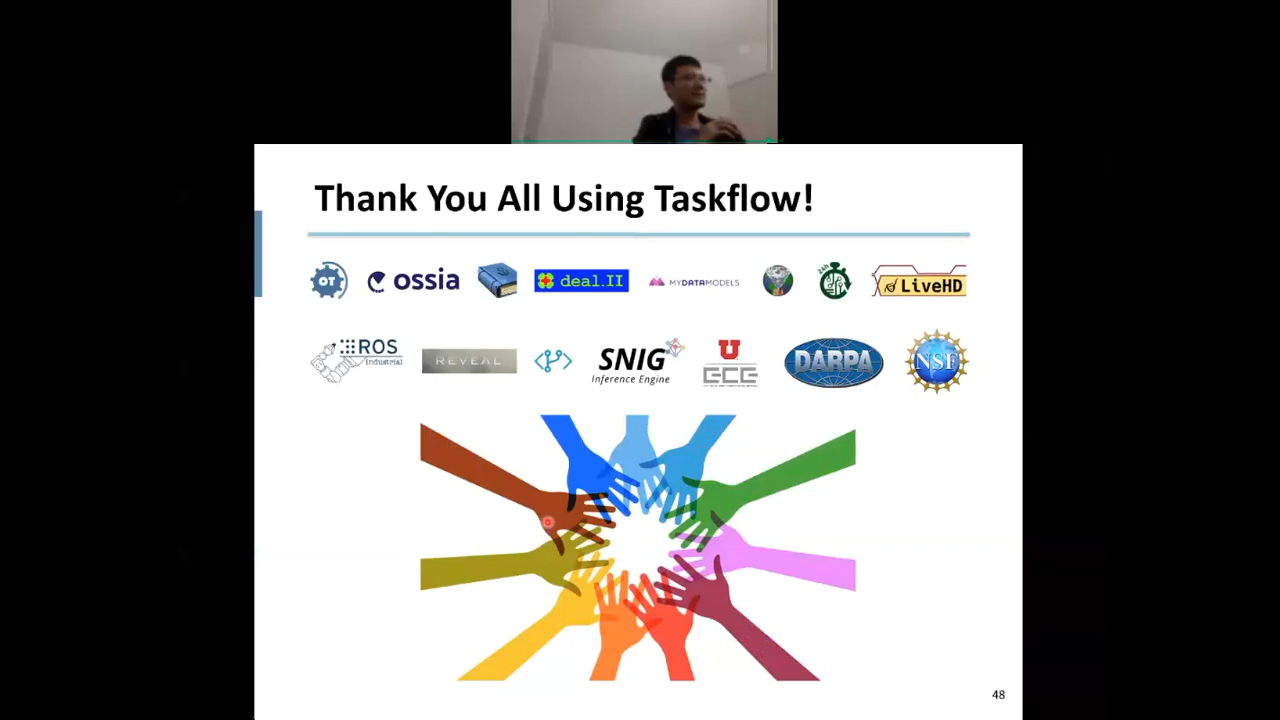 Thank You All Using Taskflow!
OT
ossia
deal.II
MYDATAMODELS
24h
LiveHD
ROS
Industrial
REVEAL
SNIG
Inference Engine
U
ECE
DARPA
NSF
48